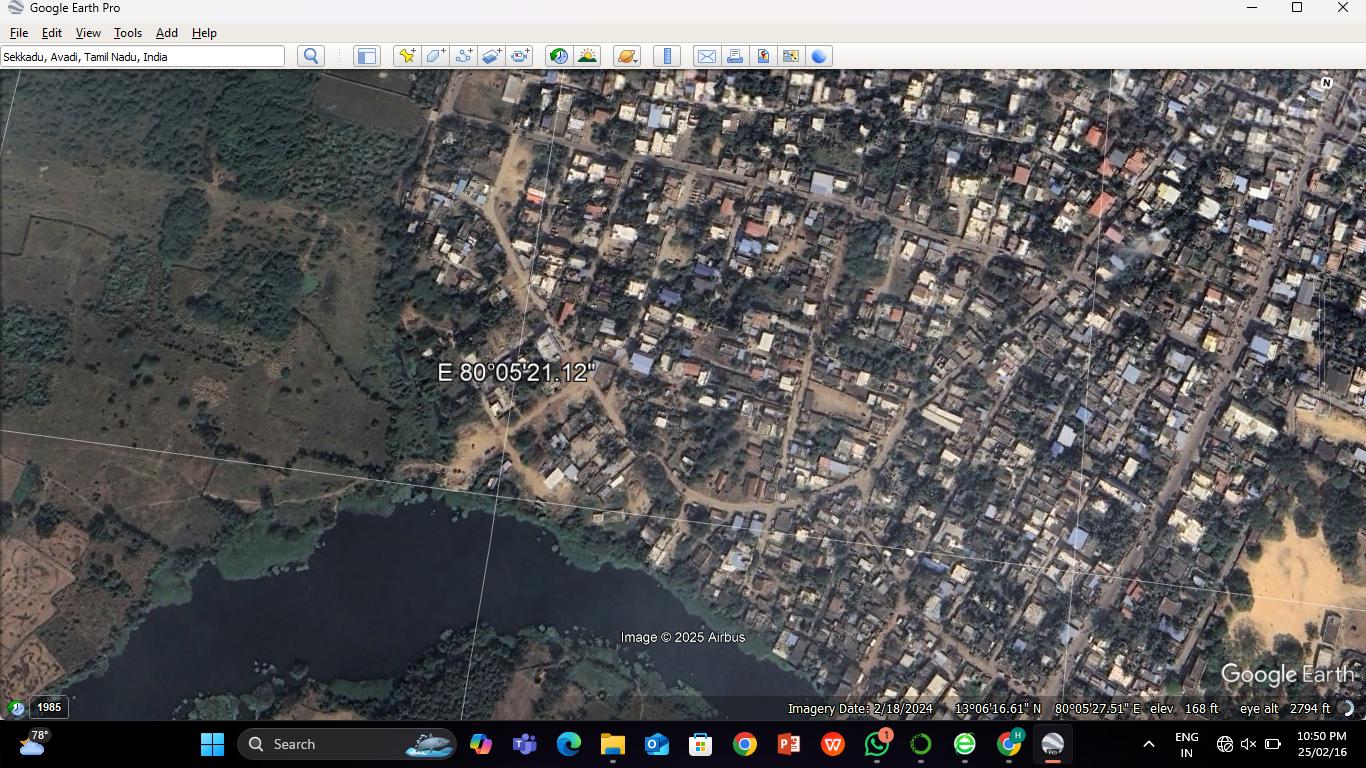 Google Earth Pro
File Edit View Tools Add Help
Sekkadu, Avadi, Tamil Nadu, India
N
E 80°05'21.12"
Image © 2025 Airbus
Google Earth
1985
Imagery Date: 2/18/2024 13°06'16.61" N 80°05'27.51" E elev 168 ft eye alt 2794 ft
78°
Search
1
H
Pro
ENG
IN
10:50 PM
25/02/16